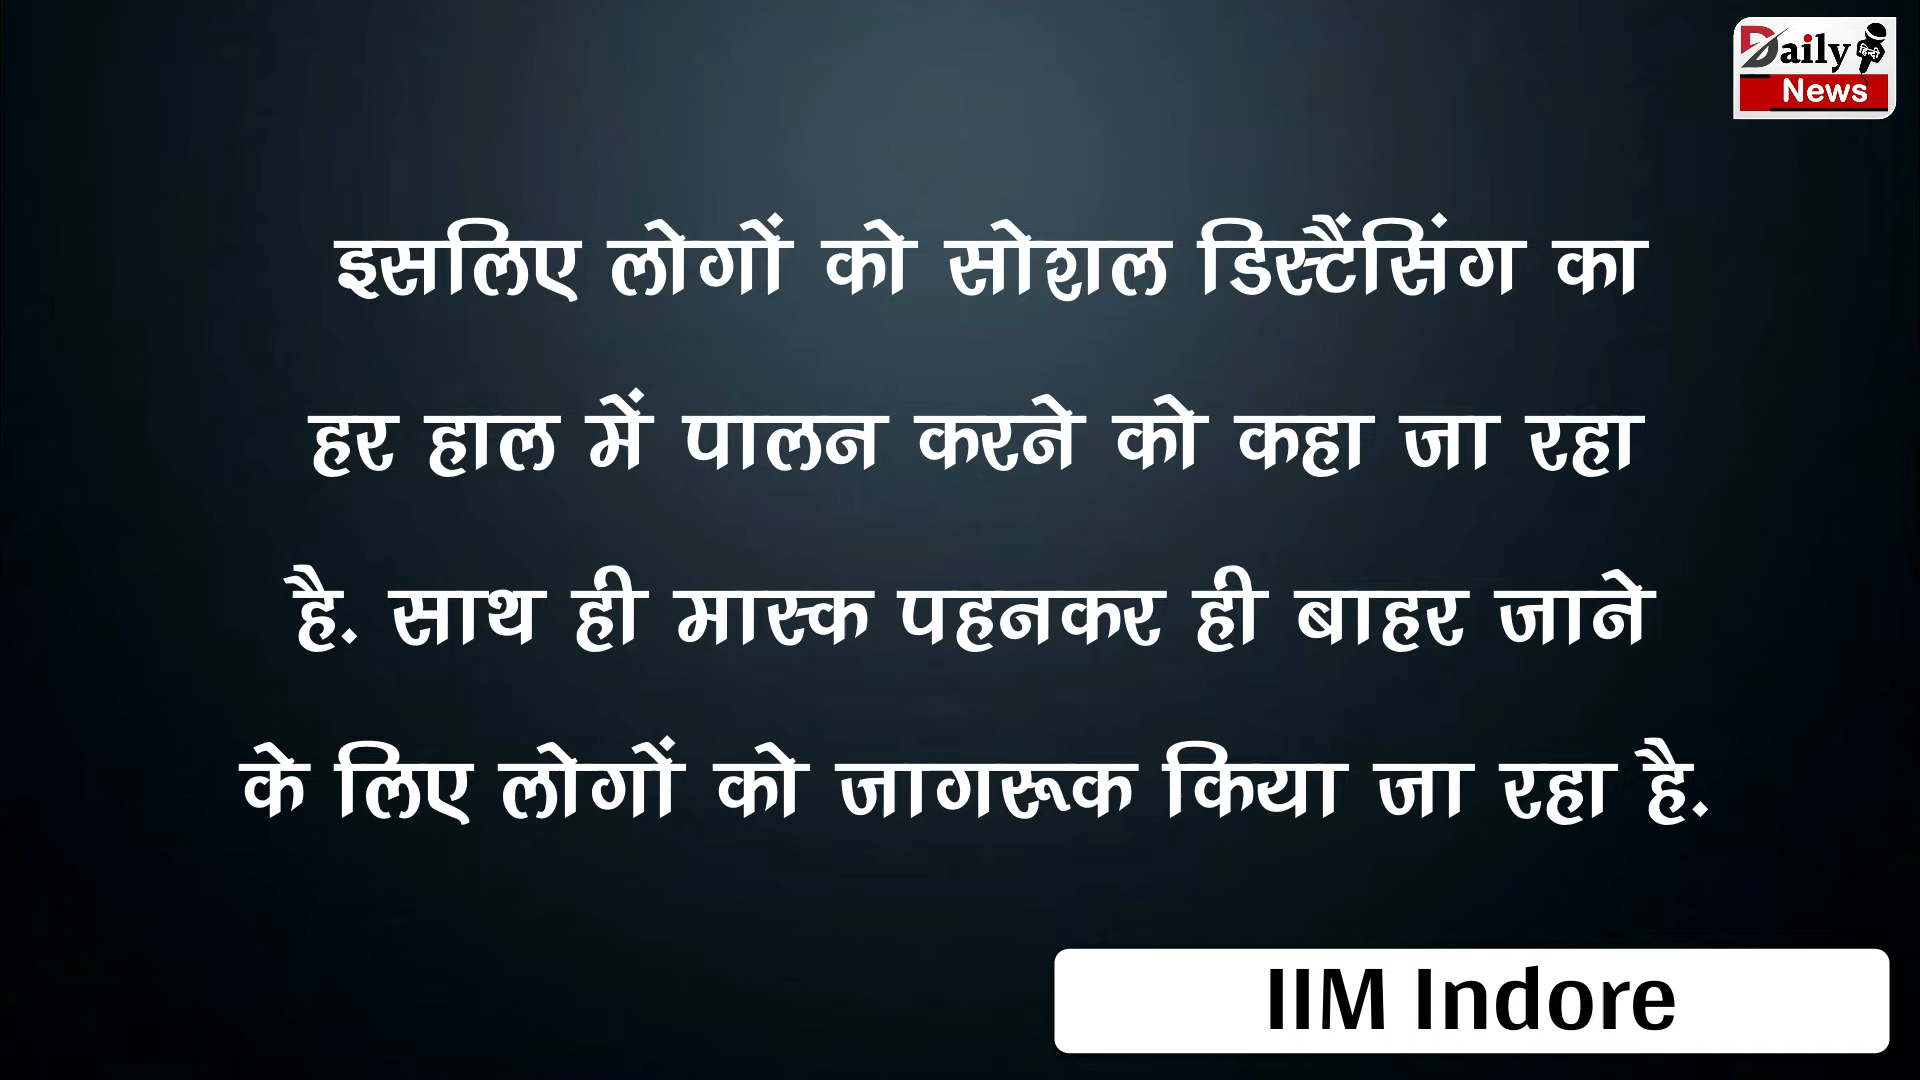 Daily
News
इसलिए लोगों को सोशल डिस्टैंसिंग का
हर हाल में पालन करने को कहा जा रहा
है. साथ ही मास्क पहनकर ही बाहर जाने
के लिए लोगों को जागरूक किया जा रहा है.
IIM Indore